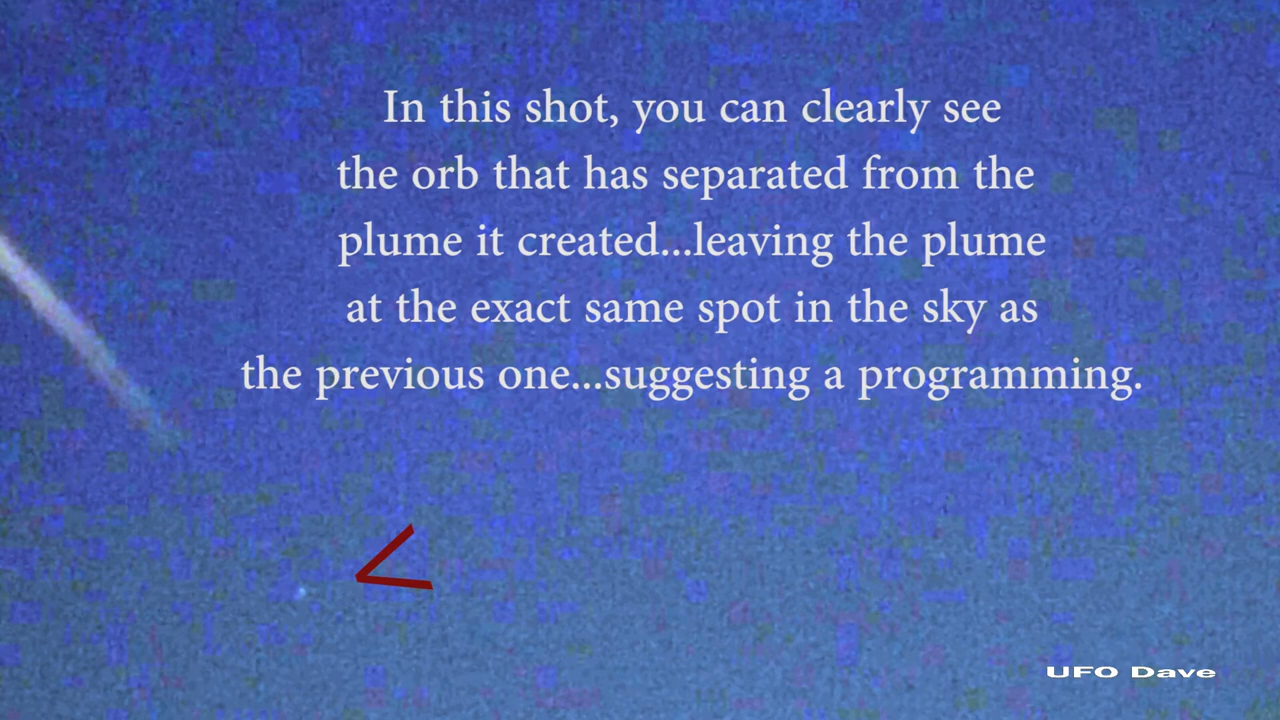 In this shot, you can clearly see
the orb that has separated from the
plume it created...leaving the plume
at the exact same spot in the sky as
the previous one...suggesting a programming.
UFO Dave